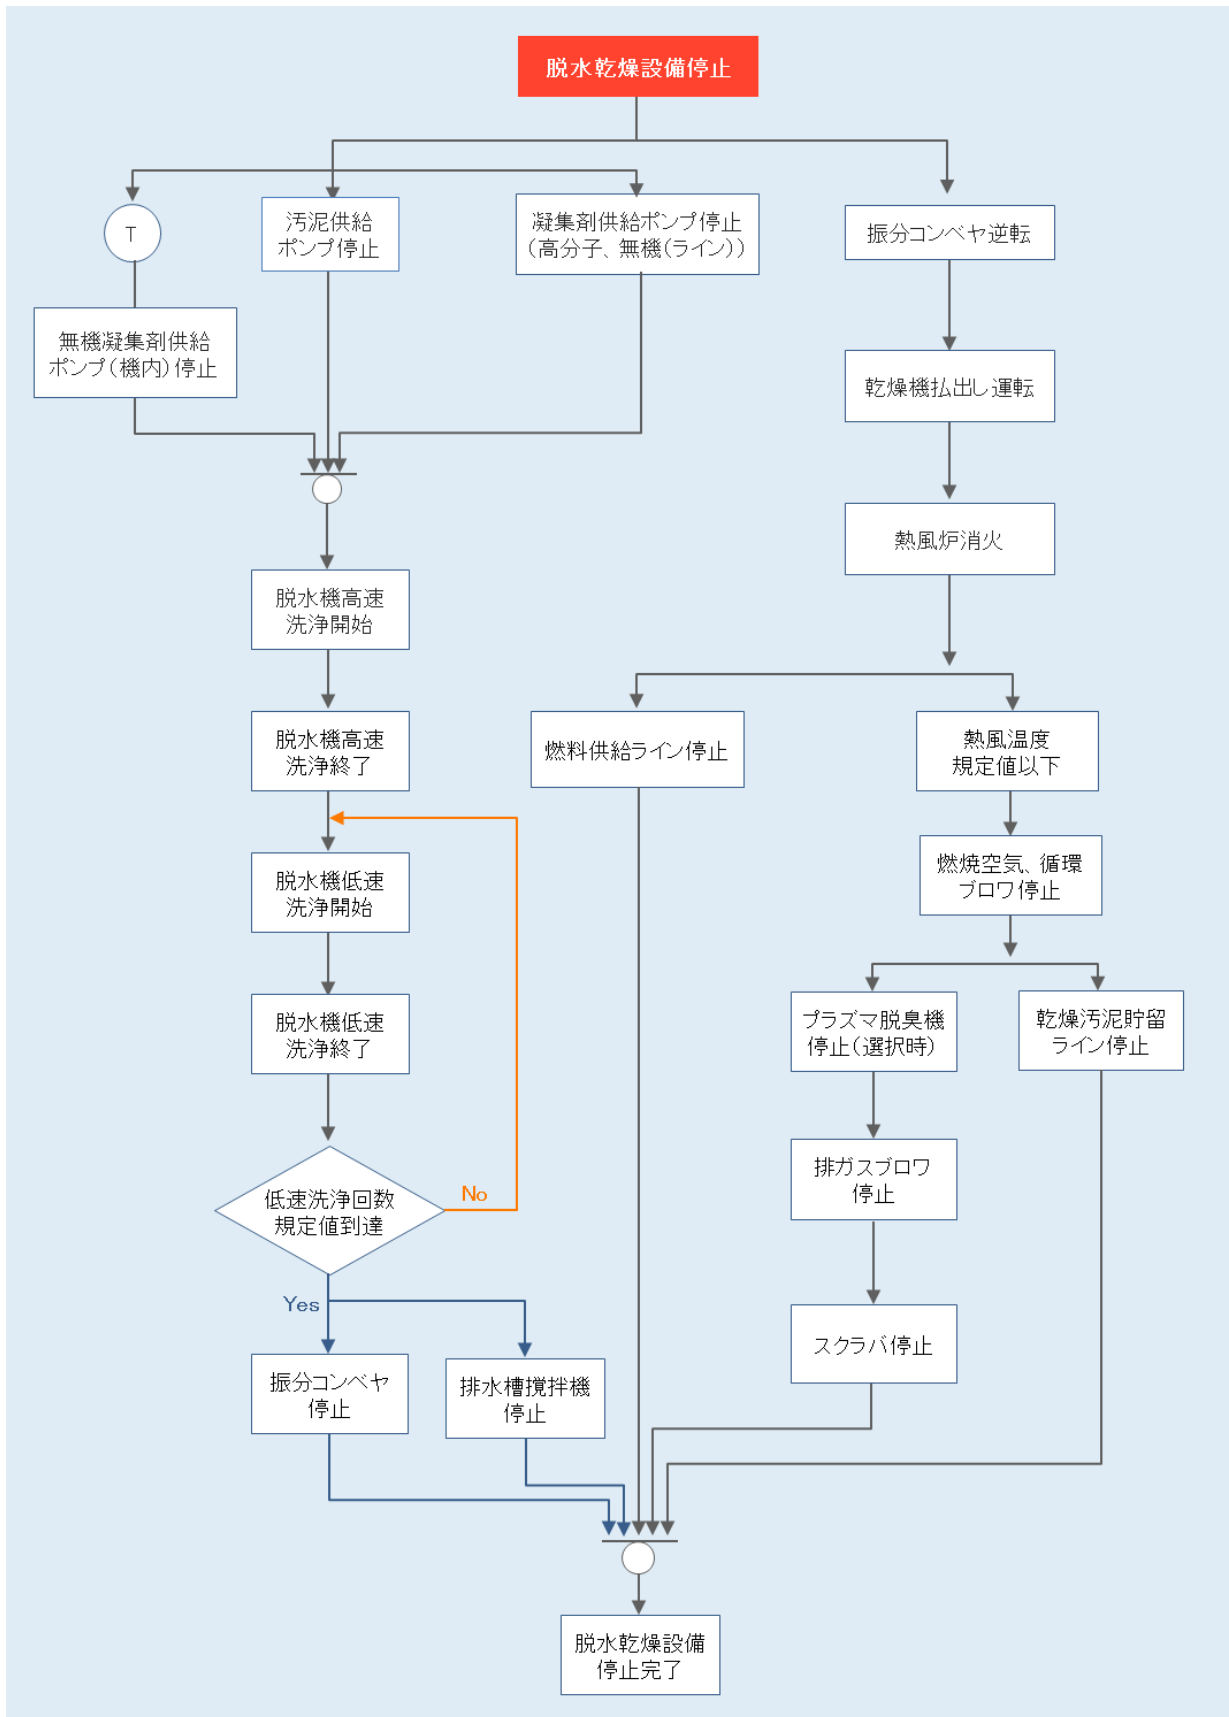 脱水乾燥設備停止
T
汚泥供給
ポンプ停止
凝集剤供給ポンプ停止
(高分子、無機(ライン))
振分コンベヤ逆転
無機凝集剤供給
ポンプ(機内)停止
乾燥機払出し運転
熱風炉消火
脱水機高速
洗浄開始
脱水機高速
洗浄終了
燃料供給ライン停止
熱風温度
規定値以下
脱水機低速
洗浄開始
燃焼空気、循環
ブロワ停止
脱水機低速
洗浄終了
プラズマ脱臭機
停止(選択時)
乾燥汚泥貯留
ライン停止
低速洗浄回数
規定値到達
No
排ガスブロワ
停止
Yes
スクラバ停止
振分コンベヤ
停止
排水槽撹拌機
停止
脱水乾燥設備
停止完了